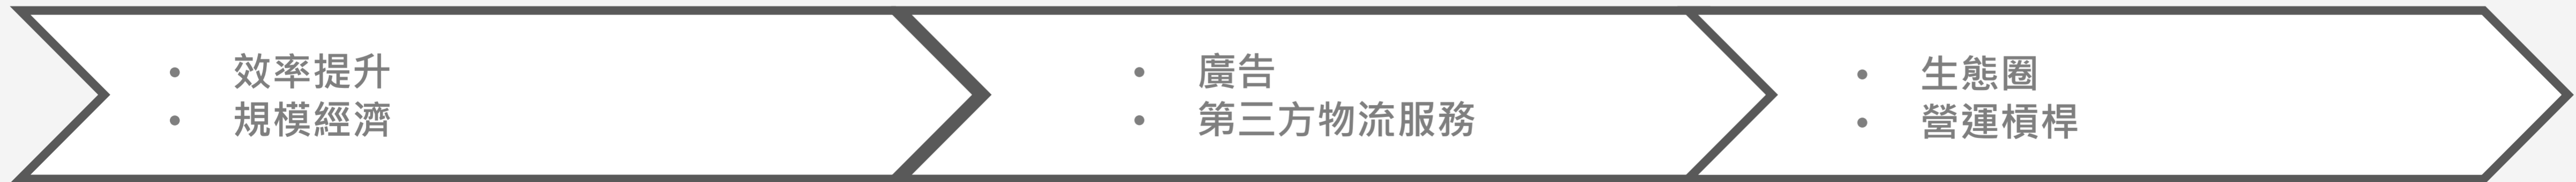 • 效率提升
• 規模經濟
• 廣告
• 第三方物流服務
• 生態圈
• 營運積桿